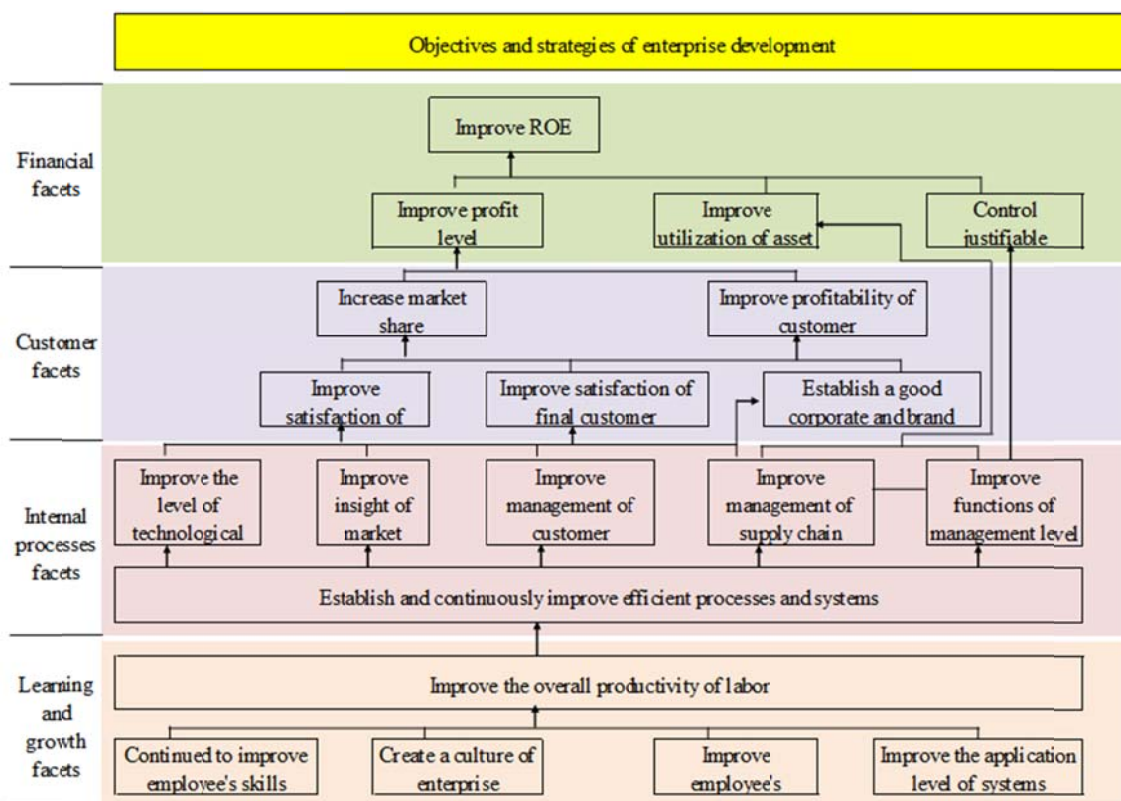 Objectives and strategies of enterprise development
Financial
facets
Improve ROE
Improve profit
level
Improve
utilization of asset
Control
justifiable
Customer
facets
Increase market
share
Improve profitability of
customer
Improve
satisfaction of
Improve satisfaction of
final customer
Establish a good
corporate and brand
Internal
processes
facets
Improve the
level of
technological
Improve
insight of
market
Improve
management of
customer
Improve
management of
supply chain
Improve
functions of
management level
Establish and continuously improve efficient processes and systems
Learning
and
growth
facets
Improve the overall productivity of labor
Continued to improve
employee's skills
Create a culture of
enterprise
Improve
employee's
Improve the application
level of systems